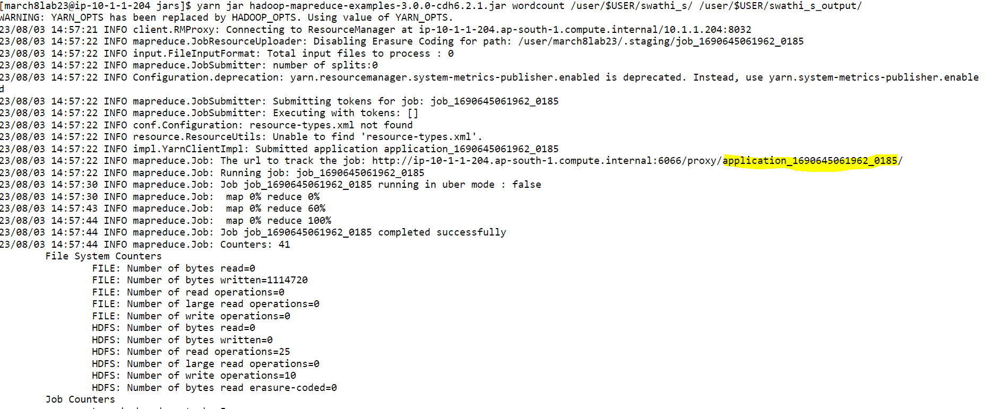 [march8lab23@ip-10-1-1-204 jars]$ yarn jar hadoop-mapreduce-examples-3.0.0-cdh6.2.1.jar wordcount /user/$USER/swathi_s/ /user/$USER/swathi_s_output/
WARNING: YARN_OPTS has been replaced by HADOOP_OPTS. Using value of YARN_OPTS.
23/08/03 14:57:21 INFO client.RMProxy: Connecting to ResourceManager at ip-10-1-1-204.ap-south-1.compute.internal/10.1.1.204:8032
23/08/03 14:57:22 INFO mapreduce.JobResourceUploader: Disabling Erasure Coding for path: /user/march8lab23/.staging/job_1690645061962_0185
23/08/03 14:57:22 INFO input.FileInputFormat: Total input files to process : 0
23/08/03 14:57:22 INFO mapreduce.JobSubmitter: number of splits:0
23/08/03 14:57:22 INFO Configuration.deprecation: yarn.resourcemanager.system-metrics-publisher.enabled is deprecated. Instead, use yarn.system-metrics-publisher.enable
d
23/08/03 14:57:22 INFO mapreduce.JobSubmitter: Submitting tokens for job: job_1690645061962_0185
23/08/03 14:57:22 INFO mapreduce.JobSubmitter: Executing with tokens: []
23/08/03 14:57:22 INFO conf.Configuration: resource-types.xml not found
23/08/03 14:57:22 INFO resource.ResourceUtils: Unable to find 'resource-types.xml'.
23/08/03 14:57:22 INFO impl.YarnClientImpl: Submitted application application_1690645061962_0185
23/08/03 14:57:22 INFO mapreduce.Job: The url to track the job: http://ip-10-1-1-204.ap-south-1.compute.internal:6066/proxy/application_1690645061962_0185/
23/08/03 14:57:22 INFO mapreduce.Job: Running job: job_1690645061962_0185
23/08/03 14:57:30 INFO mapreduce.Job: Job job_1690645061962_0185 running in uber mode : false
23/08/03 14:57:30 INFO mapreduce.Job:  map 0% reduce 0%
23/08/03 14:57:43 INFO mapreduce.Job:  map 0% reduce 60%
23/08/03 14:57:44 INFO mapreduce.Job:  map 0% reduce 100%
23/08/03 14:57:44 INFO mapreduce.Job: Job job_1690645061962_0185 completed successfully
23/08/03 14:57:44 INFO mapreduce.Job: Counters: 41
File System Counters
FILE: Number of bytes read=0
FILE: Number of bytes written=1114720
FILE: Number of read operations=0
FILE: Number of large read operations=0
FILE: Number of write operations=0
HDFS: Number of bytes read=0
HDFS: Number of bytes written=0
HDFS: Number of read operations=25
HDFS: Number of large read operations=0
HDFS: Number of write operations=10
HDFS: Number of bytes read erasure-coded=0
Job Counters